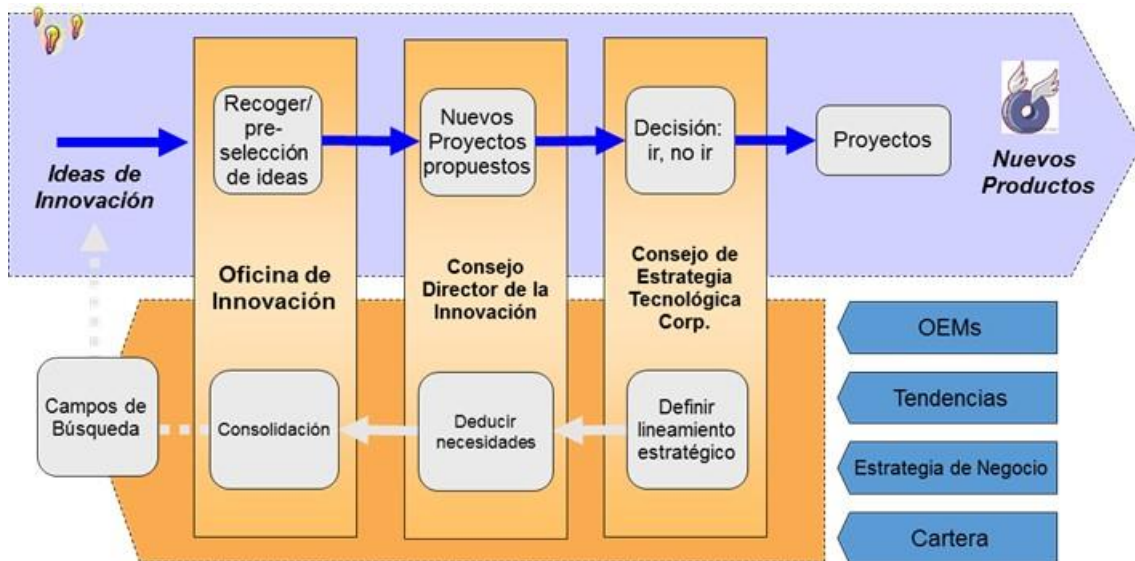 Recoger/
pre-
selección
de ideas
Nuevos
Proyectos
propuestos
Decisión:
ir, no ir
Proyectos
Ideas de
Innovación
Nuevos
Productos
Oficina de
Innovación
Consejo
Director de la
Innovación
Consejo de
Estrategia
Tecnológica
Corp.
OEMs
Tendencias
Estrategia de Negocio
Cartera
Campos de
Búsqueda
Consolidación
Deducir
necesidades
Definir
lineamiento
estratégico